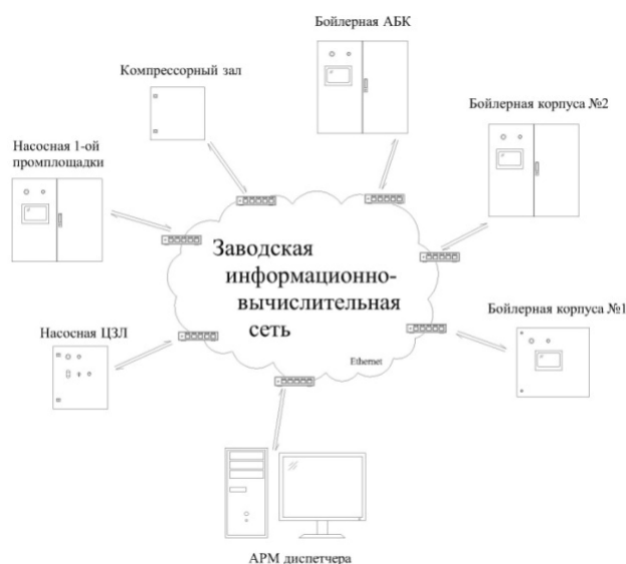 Бойлерная АБК
Компрессорный зал
Бойлерная корпуса №2
Насосная 1-ой
промплощадки
Заводская
информационно-
вычислительная
сеть
Бойлерная корпуса №1
Насосная ЦЗЛ
Ethernet
АРМ диспетчера